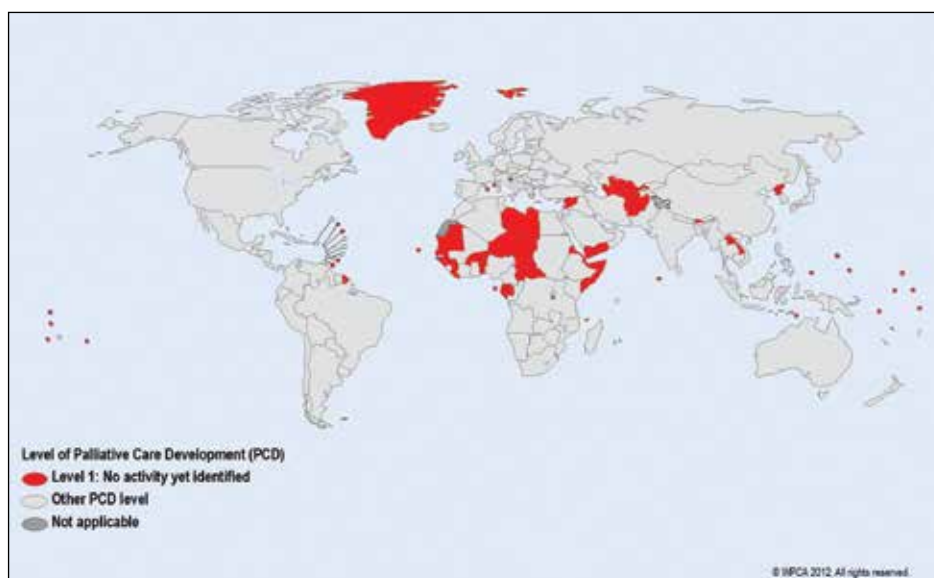 Level of Palliative Care Development (PCD)
Level 1: No activity yet identified
Other PCD level
Not applicable
© WPCA 2012. All rights reserved.